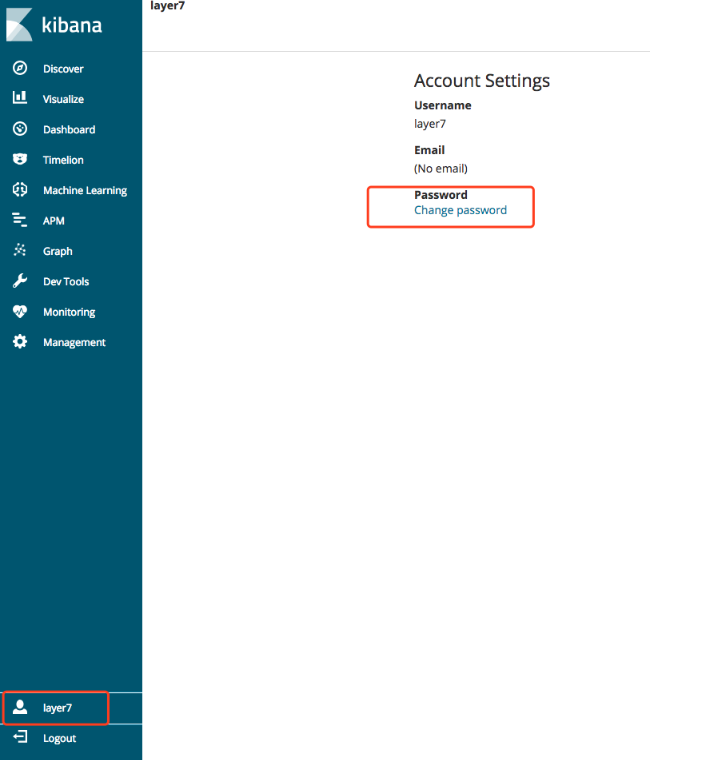 kibana
Discover
Visualize
Dashboard
Timelion
Machine Learning
APM
Graph
Dev Tools
Monitoring
Management
layer7
Logout
layer7
Account Settings
Username
layer7
Email
(No email)
Password
Change password